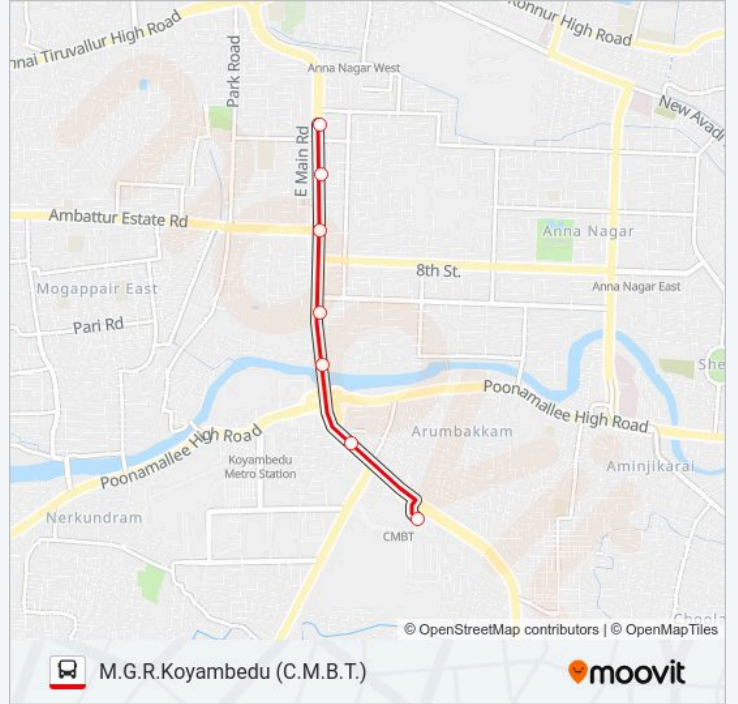 Konnur High Road
nnai Tiruvallur High Road
Park Road
Anna Nagar West
New Avadi
E Main Rd
Ambattur Estate Rd
Anna Nagar
8th St.
Mogappair East
Anna Nagar East
Pari Rd
She
Poonamallee High Road
Poonamallee High Road
Arumbakkam
Koyambedu
Metro Station
Aminjikarai
Nerkundram
CMBT
© OpenStreetMap contributors | © OpenMapTiles
M.G.R.Koyambedu (C.M.B.T.)
moovit